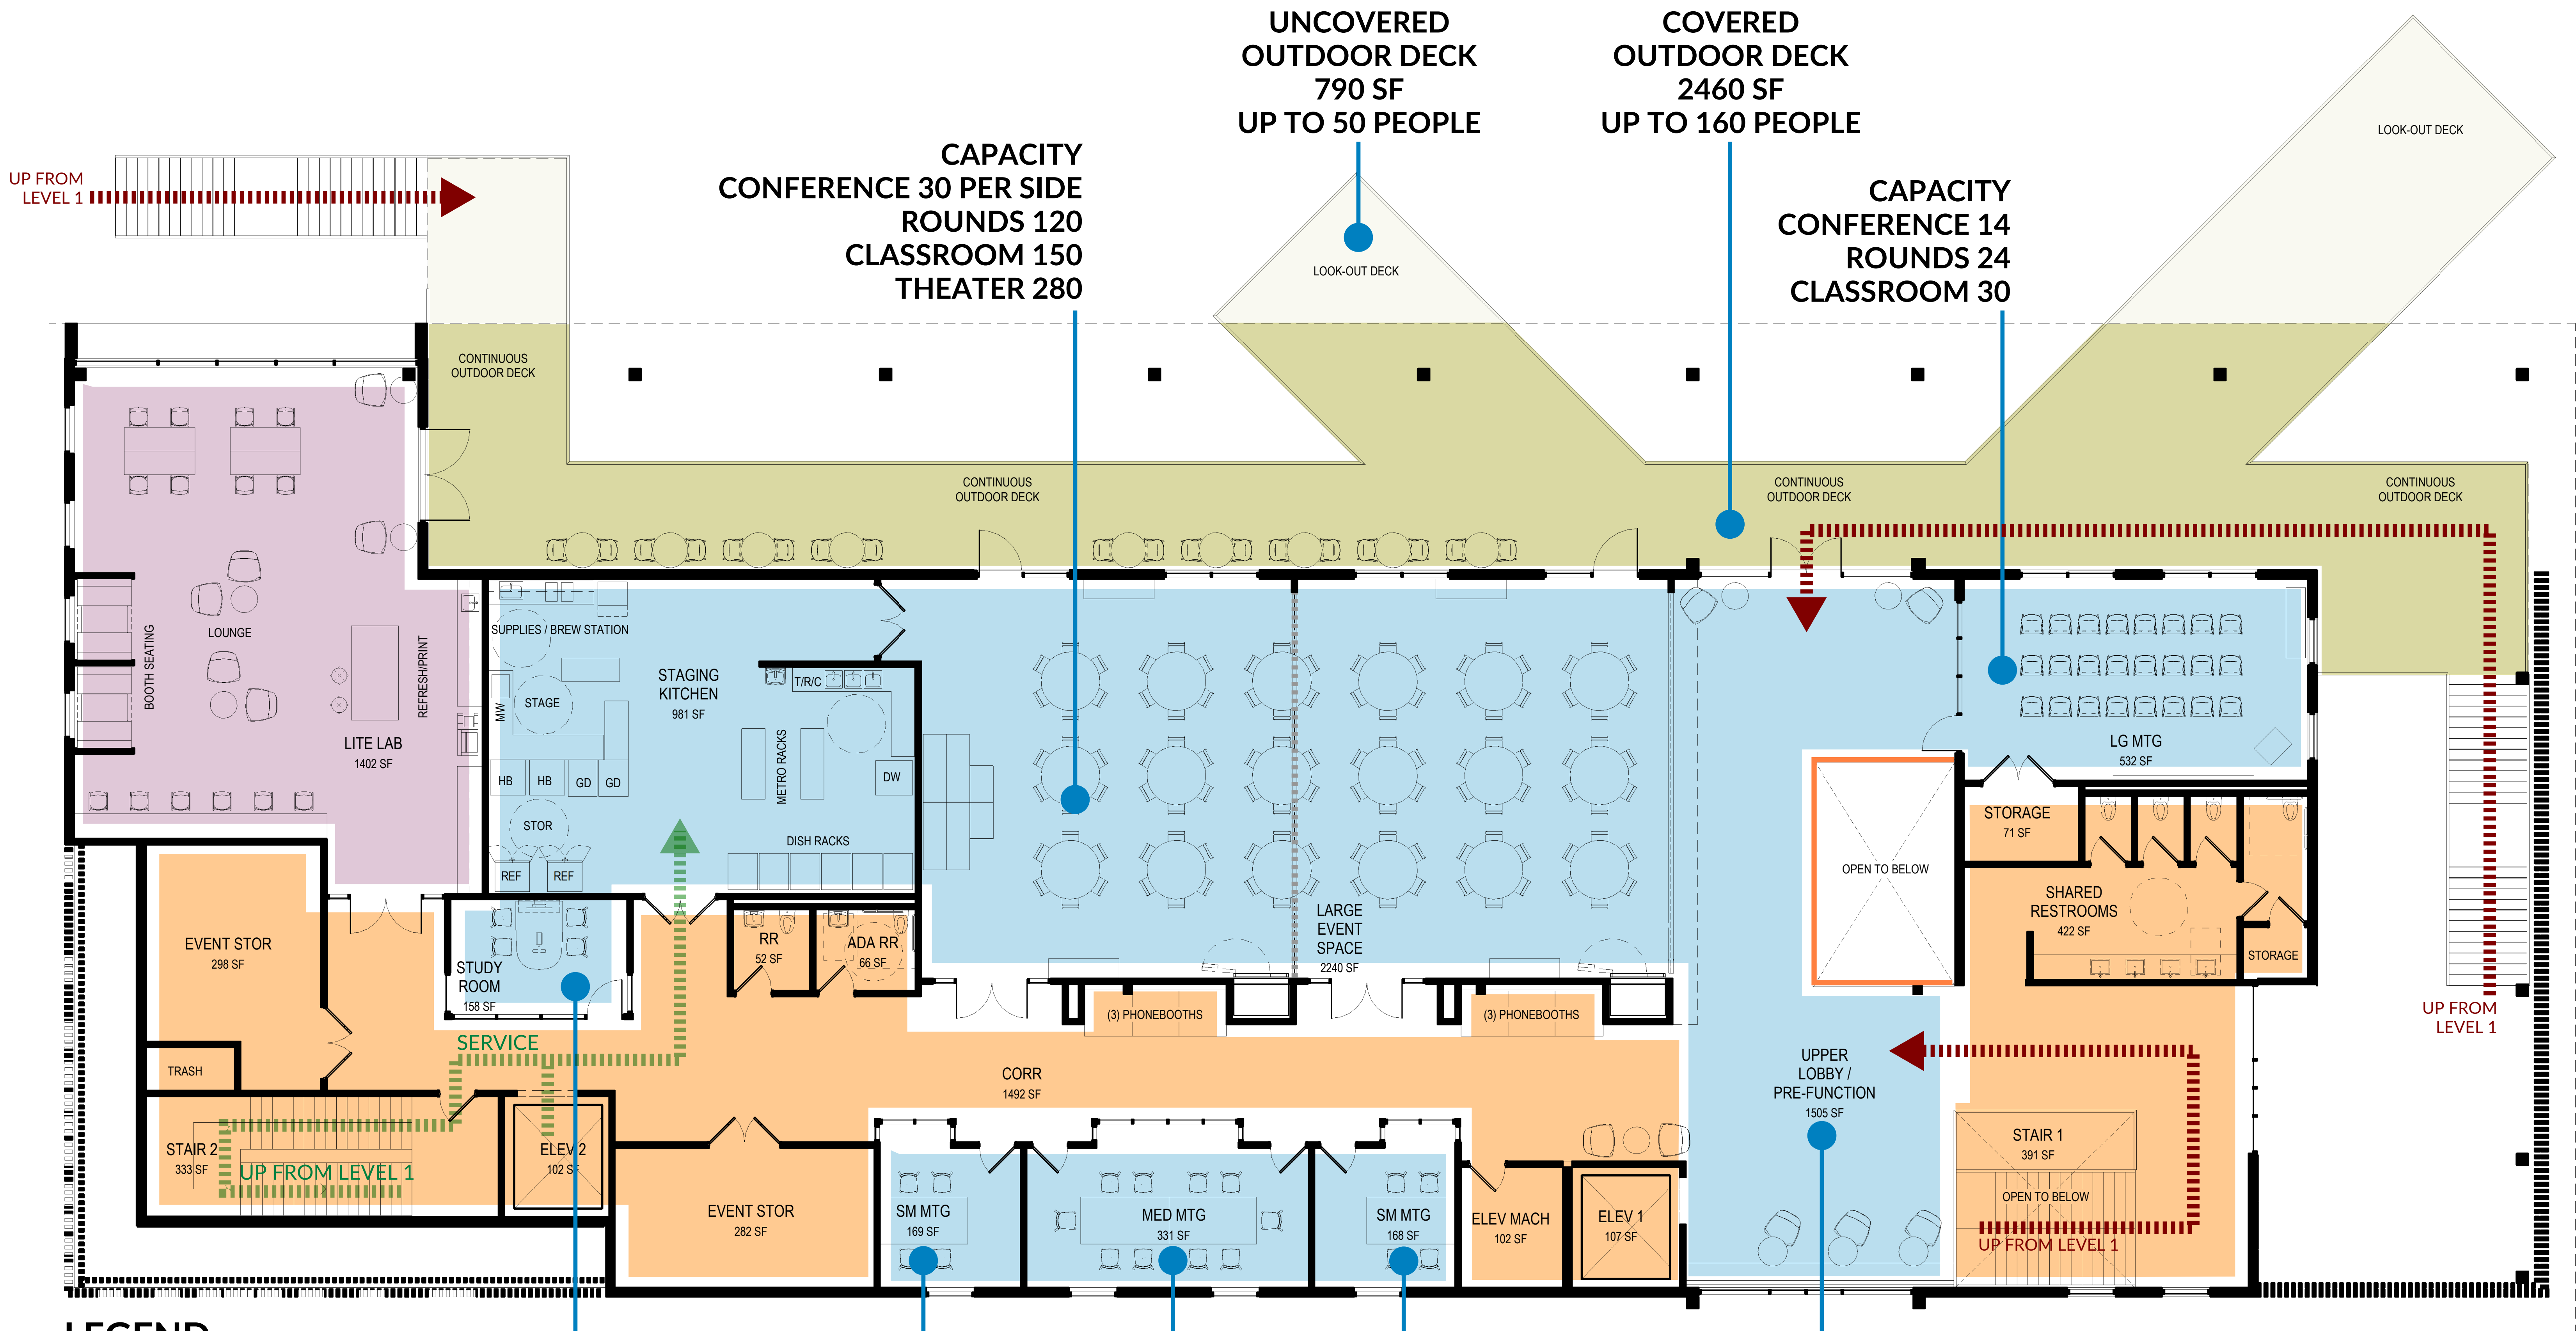 UNCOVERED
OUTDOOR DECK
790 SF
UP TO 50 PEOPLE
COVERED
OUTDOOR DECK
2460 SF
UP TO 160 PEOPLE
LOOK-OUT DECK
CAPACITY
CONFERENCE 30 PER SIDE
ROUNDS 120
CLASSROOM 150
THEATER 280
UP FROM
LEVEL 1
CAPACITY
CONFERENCE 14
ROUNDS 24
CLASSROOM 30
LOOK-OUT DECK
CONTINUOUS
OUTDOOR DECK
CONTINUOUS
OUTDOOR DECK
CONTINUOUS
OUTDOOR DECK
CONTINUOUS
OUTDOOR DECK
LOUNGE
BOOTH SEATING
REFRESH/PRINT
LITE LAB
1402 SF
SUPPLIES / BREW STATION
STAGING
KITCHEN
981 SF
T/R/C
MW
STAGE
METRO RACKS
HB
HB
GD
GD
DW
STOR
DISH RACKS
REF
REF
LG MTG
532 SF
STORAGE
71 SF
OPEN TO BELOW
SHARED
RESTROOMS
422 SF
STORAGE
LARGE
EVENT
SPACE
2240 SF
EVENT STOR
298 SF
STUDY
ROOM
158 SF
RR
52 SF
ADA RR
66 SF
(3) PHONEBOOTHS
(3) PHONEBOOTHS
UP FROM
LEVEL 1
SERVICE
TRASH
CORR
1492 SF
UPPER
LOBBY /
PRE-FUNCTION
1505 SF
STAIR 2
333 SF
UP FROM LEVEL 1
ELEV 2
102 SF
STAIR 1
391 SF
OPEN TO BELOW
UP FROM LEVEL 1
EVENT STOR
282 SF
SM MTG
169 SF
MED MTG
331 SF
SM MTG
168 SF
ELEV MACH
102 SF
ELEV 1
107 SF
LEGEND